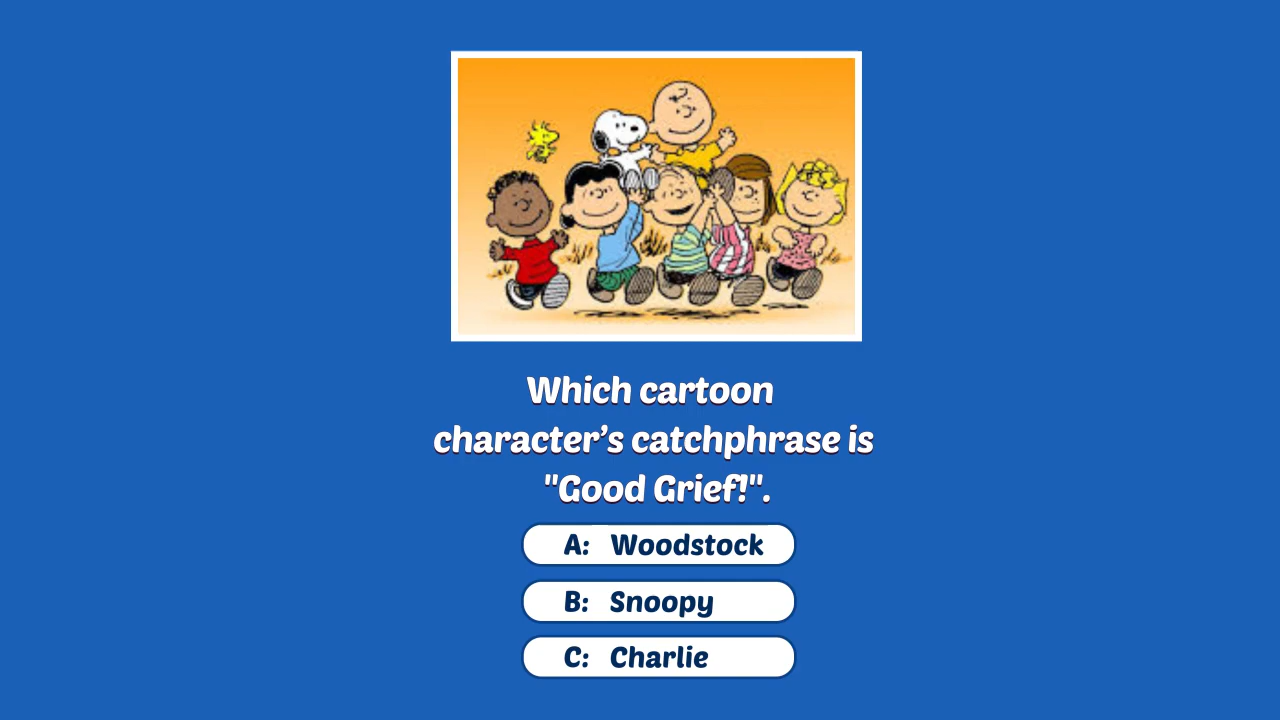 Which cartoon
character’s catchphrase is
"Good Grief!".
A: Woodstock
B: Snoopy
C: Charlie